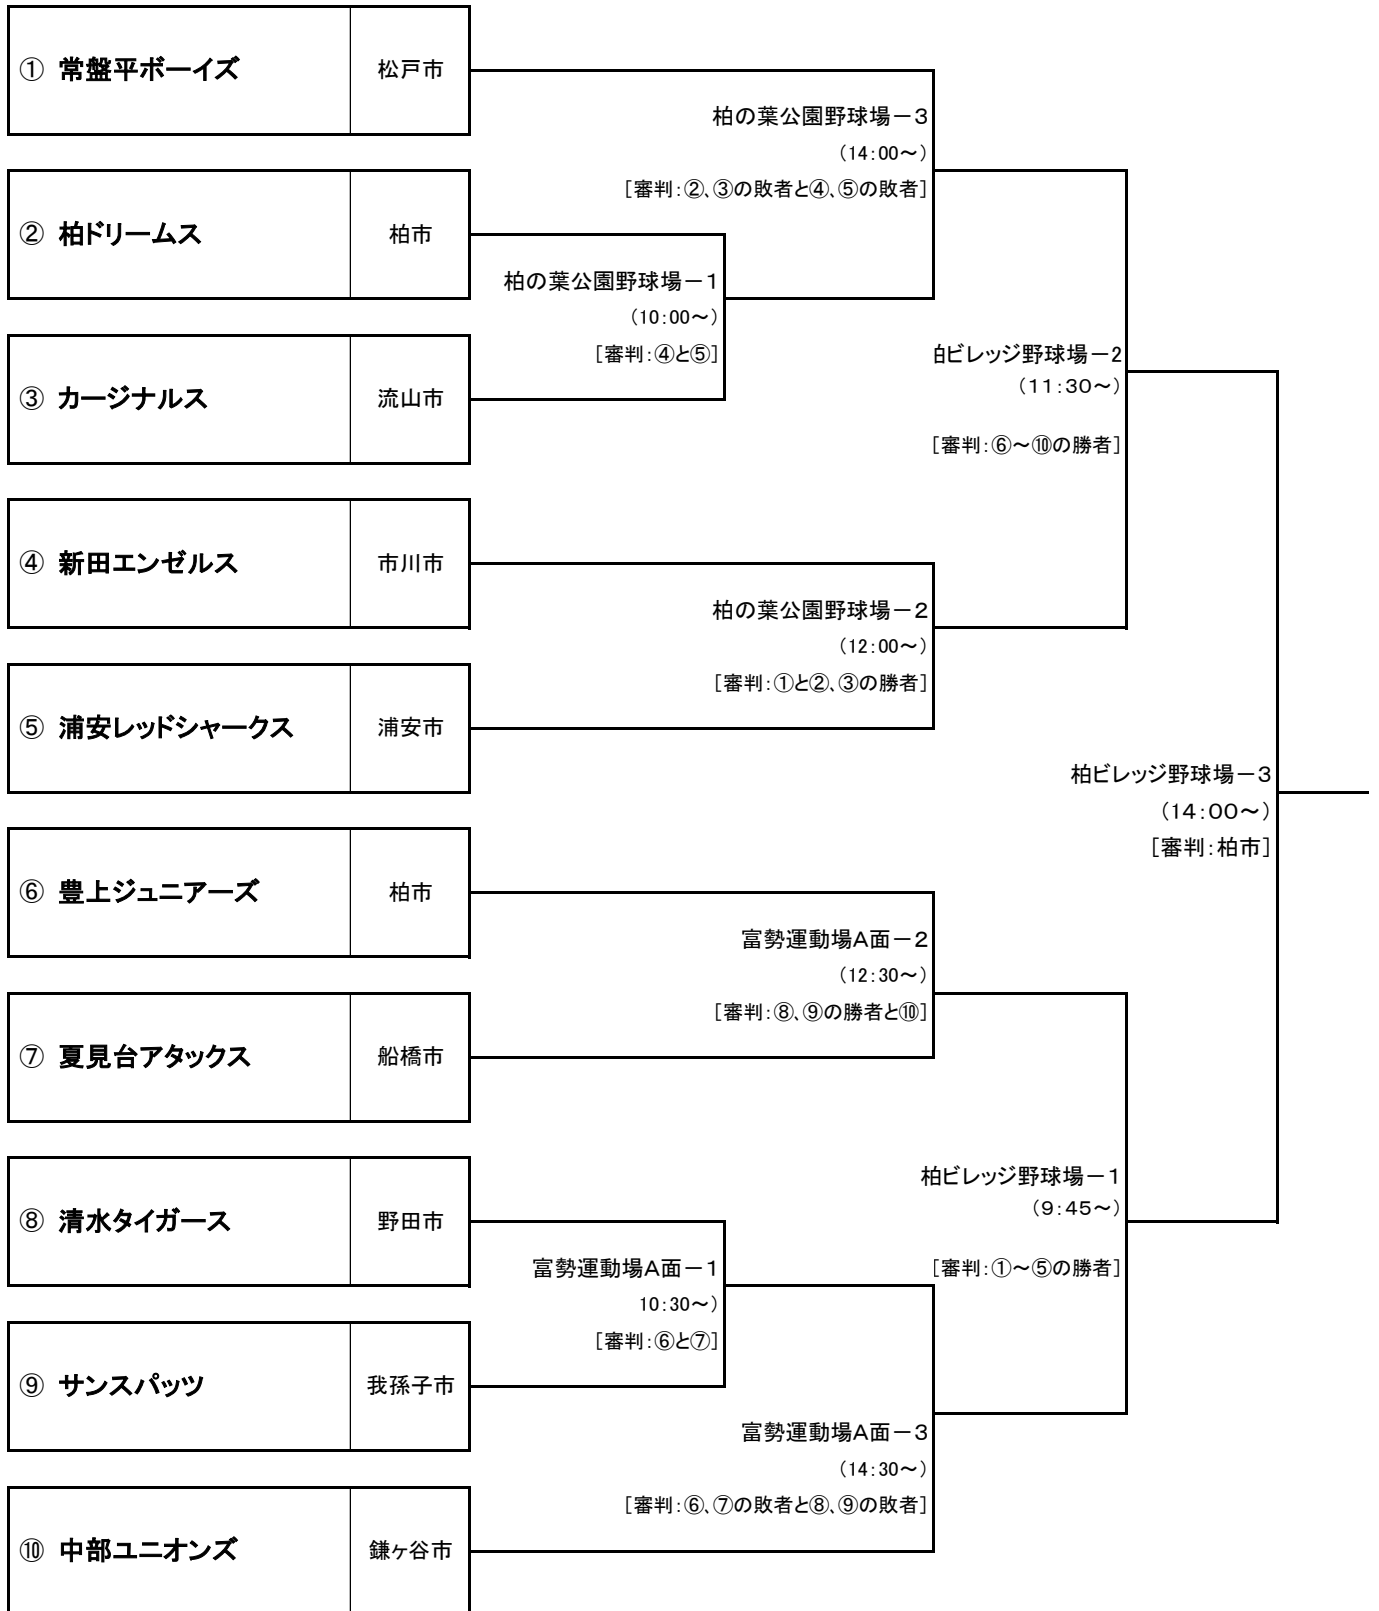 ① 常盤平ボーイズ 松戸市
柏の葉公園野球場－3
（14：00～）
［審判：②、③の敗者と④、⑤の敗者］
② 柏ドリームス 柏市
柏の葉公園野球場－1
（10：00～）
［審判：④と⑤］
③ カージナルス 流山市
ビレッジ野球場－2
（11：30～）
［審判：⑥～⑩の勝者］
④ 新田エンゼルス 市川市
柏の葉公園野球場－2
（12：00～）
［審判：①と②、③の勝者］
⑤ 浦安レッドシャークス 浦安市
柏ビレッジ野球場－3
（14：00～）
［審判：柏市］
⑥ 豊上ジュニアーズ 柏市
富勢運動場A面－2
（12：30～）
［審判：⑧、⑨の勝者と⑩］
⑦ 夏見台アタックス 船橋市
柏ビレッジ野球場－1
（9：45～）
［審判：①～⑤の勝者］
⑧ 清水タイガース 野田市
富勢運動場A面－1
10：30～）
［審判：⑥と⑦］
⑨ サンスパッツ 我孫子市
富勢運動場A面－3
（14：30～）
［審判：⑥、⑦の敗者と⑧、⑨の敗者］
⑩ 中部ユニオンズ 鎌ヶ谷市